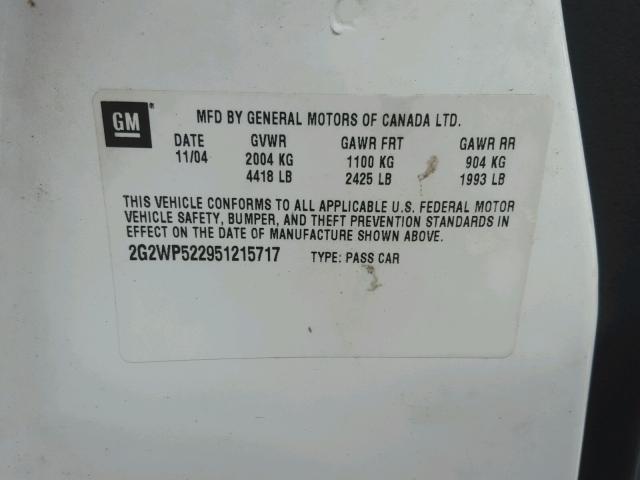 GM
MFD BY GENERAL MOTORS OF CANADA LTD.
DATE GVWR GAWR FRT GAWR RR
11/04 2004 KG 1100 KG 904 KG
4418 LB 2425 LB 1993 LB
THIS VEHICLE CONFORMS TO ALL APPLICABLE U.S. FEDERAL MOTOR
VEHICLE SAFETY, BUMPER, AND THEFT PREVENTION STANDARDS IN
EFFECT ON THE DATE OF MANUFACTURE SHOWN ABOVE.
2G2WP522951215717 TYPE: PASS CAR